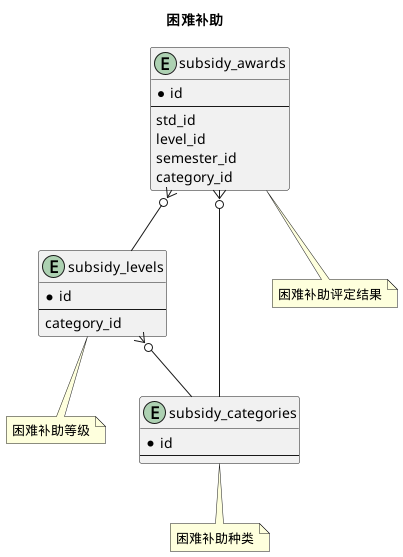 困难补助
E subsidy_awards
id
std_id
level_id
semester_id
category_id
E subsidy_levels
id
category_id
困难补助评定结果
E subsidy_categories
id
困难补助等级
困难补助种类